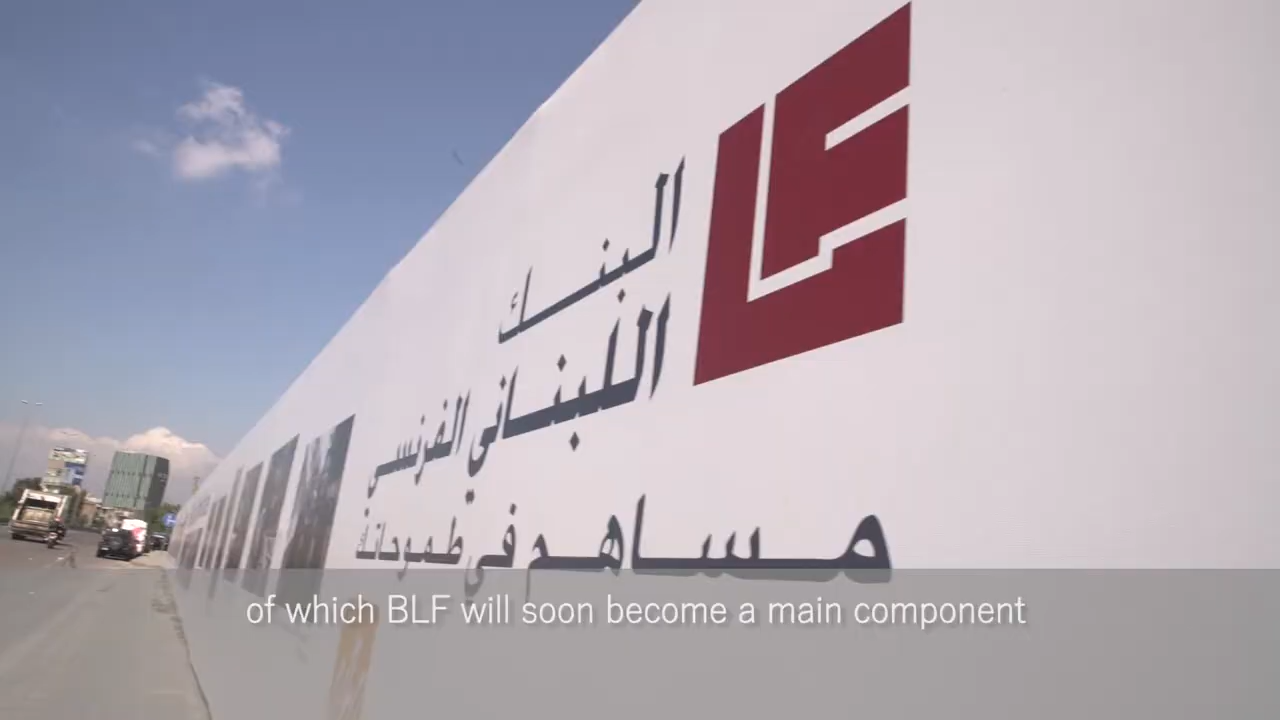 البنك
اللبناني الفرنسي
مساهم في طموحاتك
of which BLF will soon become a main component